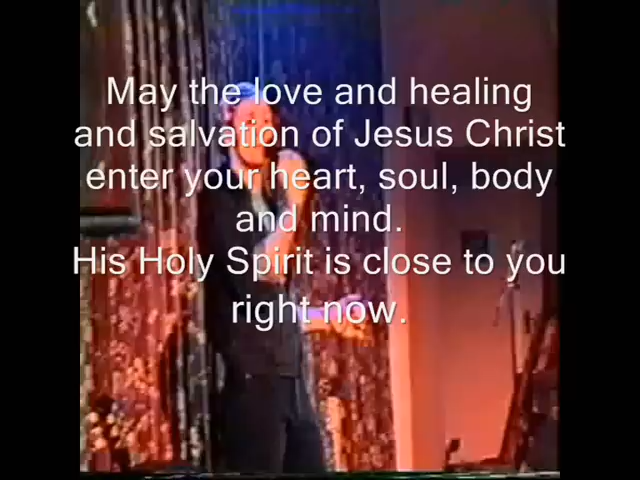 May the love and healing
and salvation of Jesus Christ
enter your heart, soul, body
and mind.
His Holy Spirit is close to you
right now.